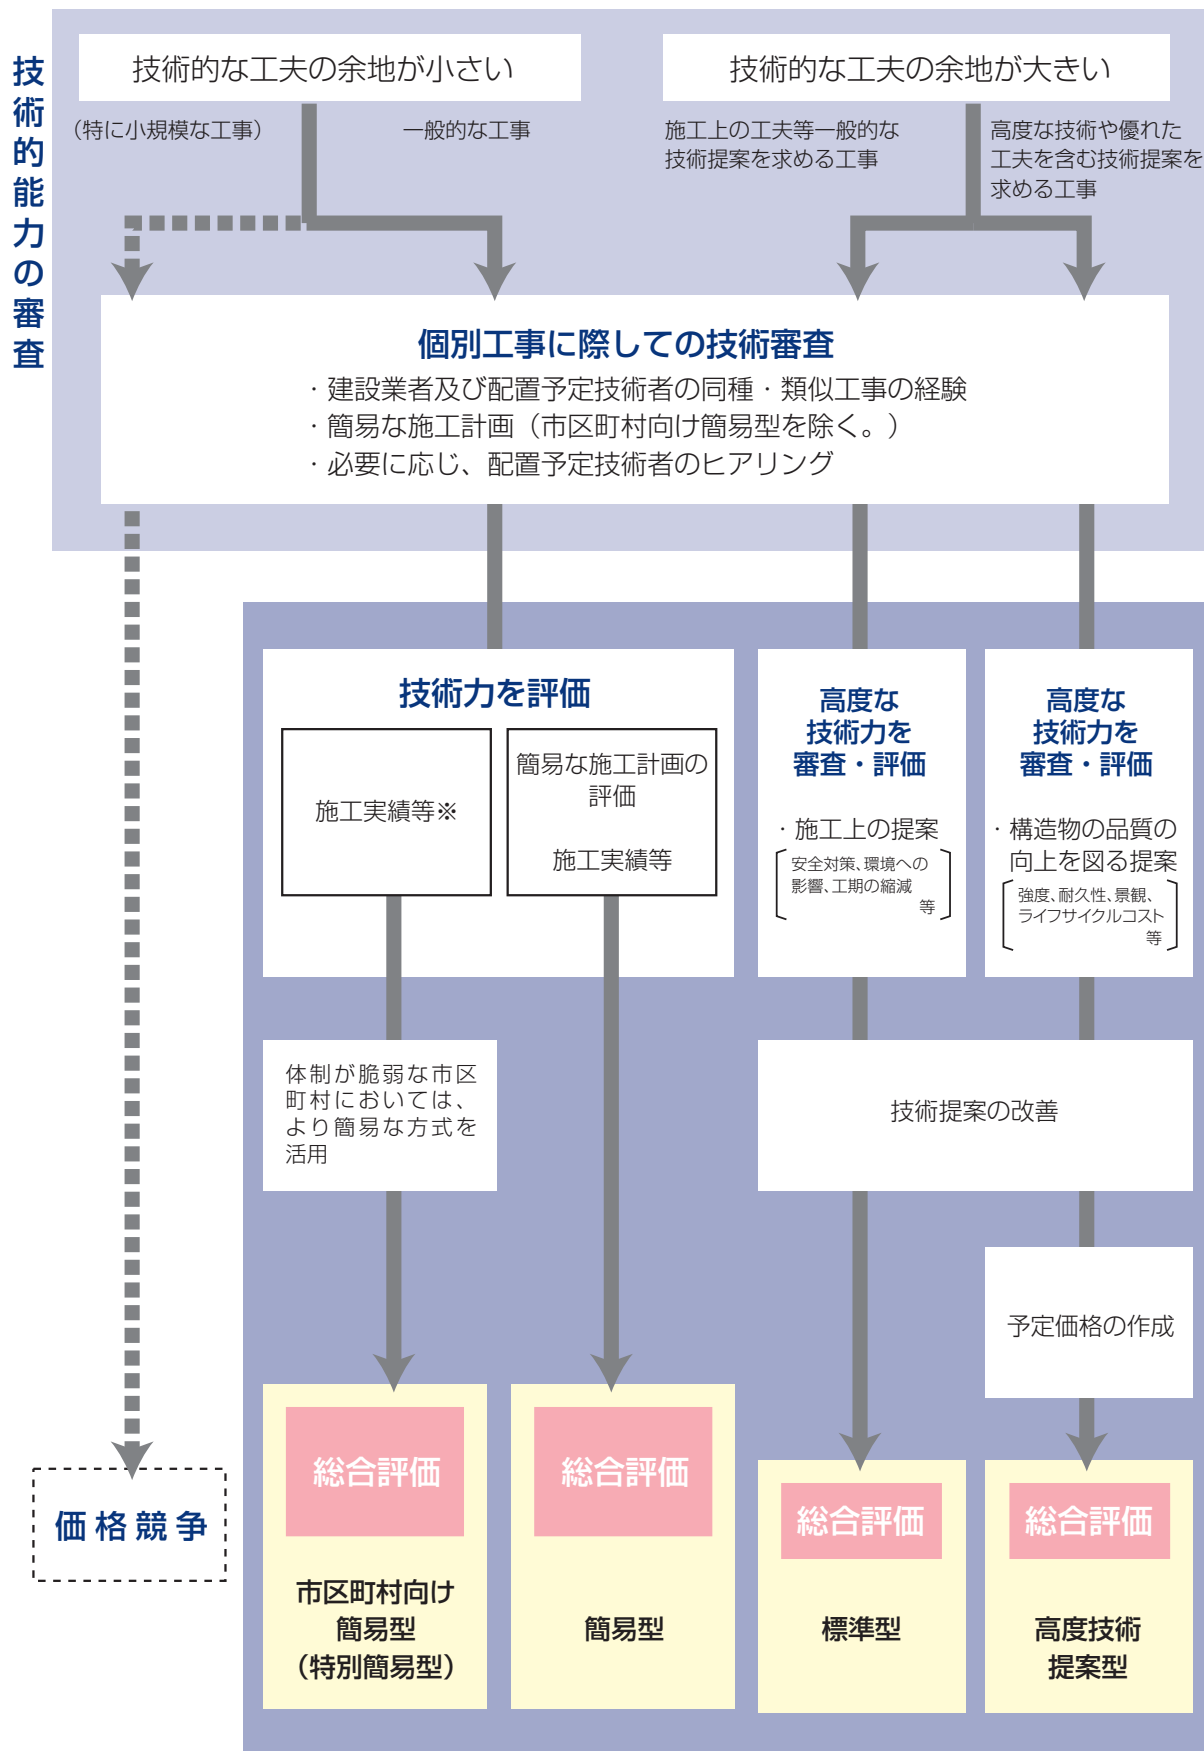 技術的能力の審査
技術的な工夫の余地が小さい
技術的な工夫の余地が大きい
（特に小規模な工事）
一般的な工事
施工上の工夫等一般的な
技術提案を求める工事
高度な技術や優れた
工夫を含む技術提案を
求める工事
個別工事に際しての技術審査
・建設業者及び配置予定技術者の同種・類似工事の経験
・簡易な施工計画（市区町村向け簡易型を除く。）
・必要に応じ、配置予定技術者のヒアリング
技術力を評価
施工実績等※
簡易な施工計画の
評価
施工実績等
高度な
技術力を
審査・評価
・施工上の提案
安全対策、環境への
影響、工期の縮減
等
高度な
技術力を
審査・評価
・構造物の品質の
向上を図る提案
強度、耐久性、景観、
ライフサイクルコスト
等
体制が脆弱な市区
町村においては、
より簡易な方式を
活用
技術提案の改善
予定価格の作成
価格競争
総合評価
市区町村向け
簡易型
（特別簡易型）
総合評価
簡易型
総合評価
標準型
総合評価
高度技術
提案型